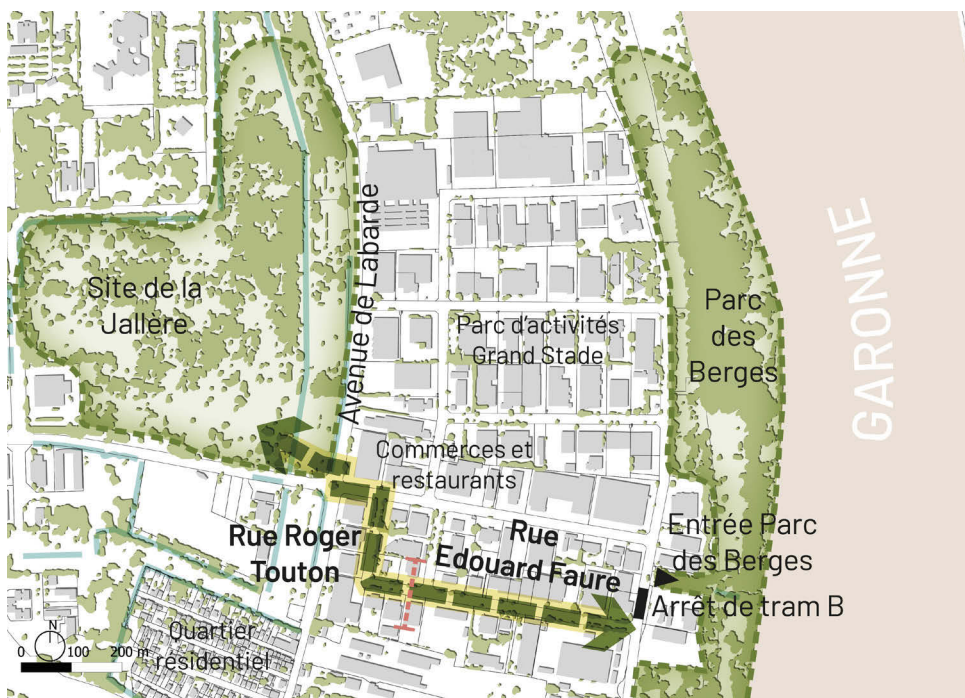 Site de la
Jallère
Avenue de Labarde
Parc d'activités
Grand Stade
Parc
des
Berges
GARONNE
Commerces et
restaurants
Rue Roger
Touton
Rue
Edouard Faure
Entrée Parc
des Berges
Arrêt de tram B
Quartier
résidentiel
N
0 100 200 m